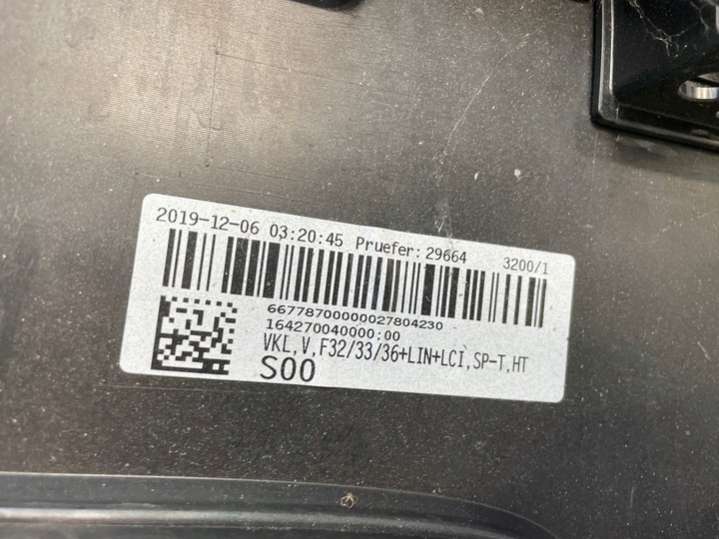 2019-12-06 03:20:45 Pruefer: 29664 3200/1
66778700000027804230
164270040000:00
VKL,V,F32/33/36+LIN+LCI,SP-T,HT
S00